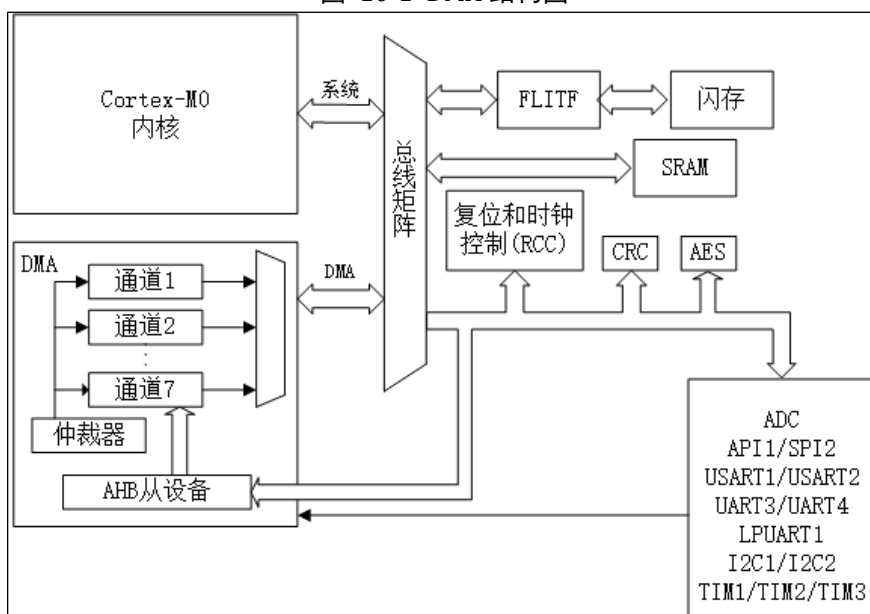 Cortex-M0
内核
系统
总线矩阵
FLITF
闪存
SRAM
复位和时钟
控制(RCC)
CRC
AES
DMA
DMA
通道1
通道2
通道7
仲裁器
AHB从设备
ADC
API1/SPI2
USART1/USART2
UART3/UART4
LPUART1
I2C1/I2C2
TIM1/TIM2/TIM3